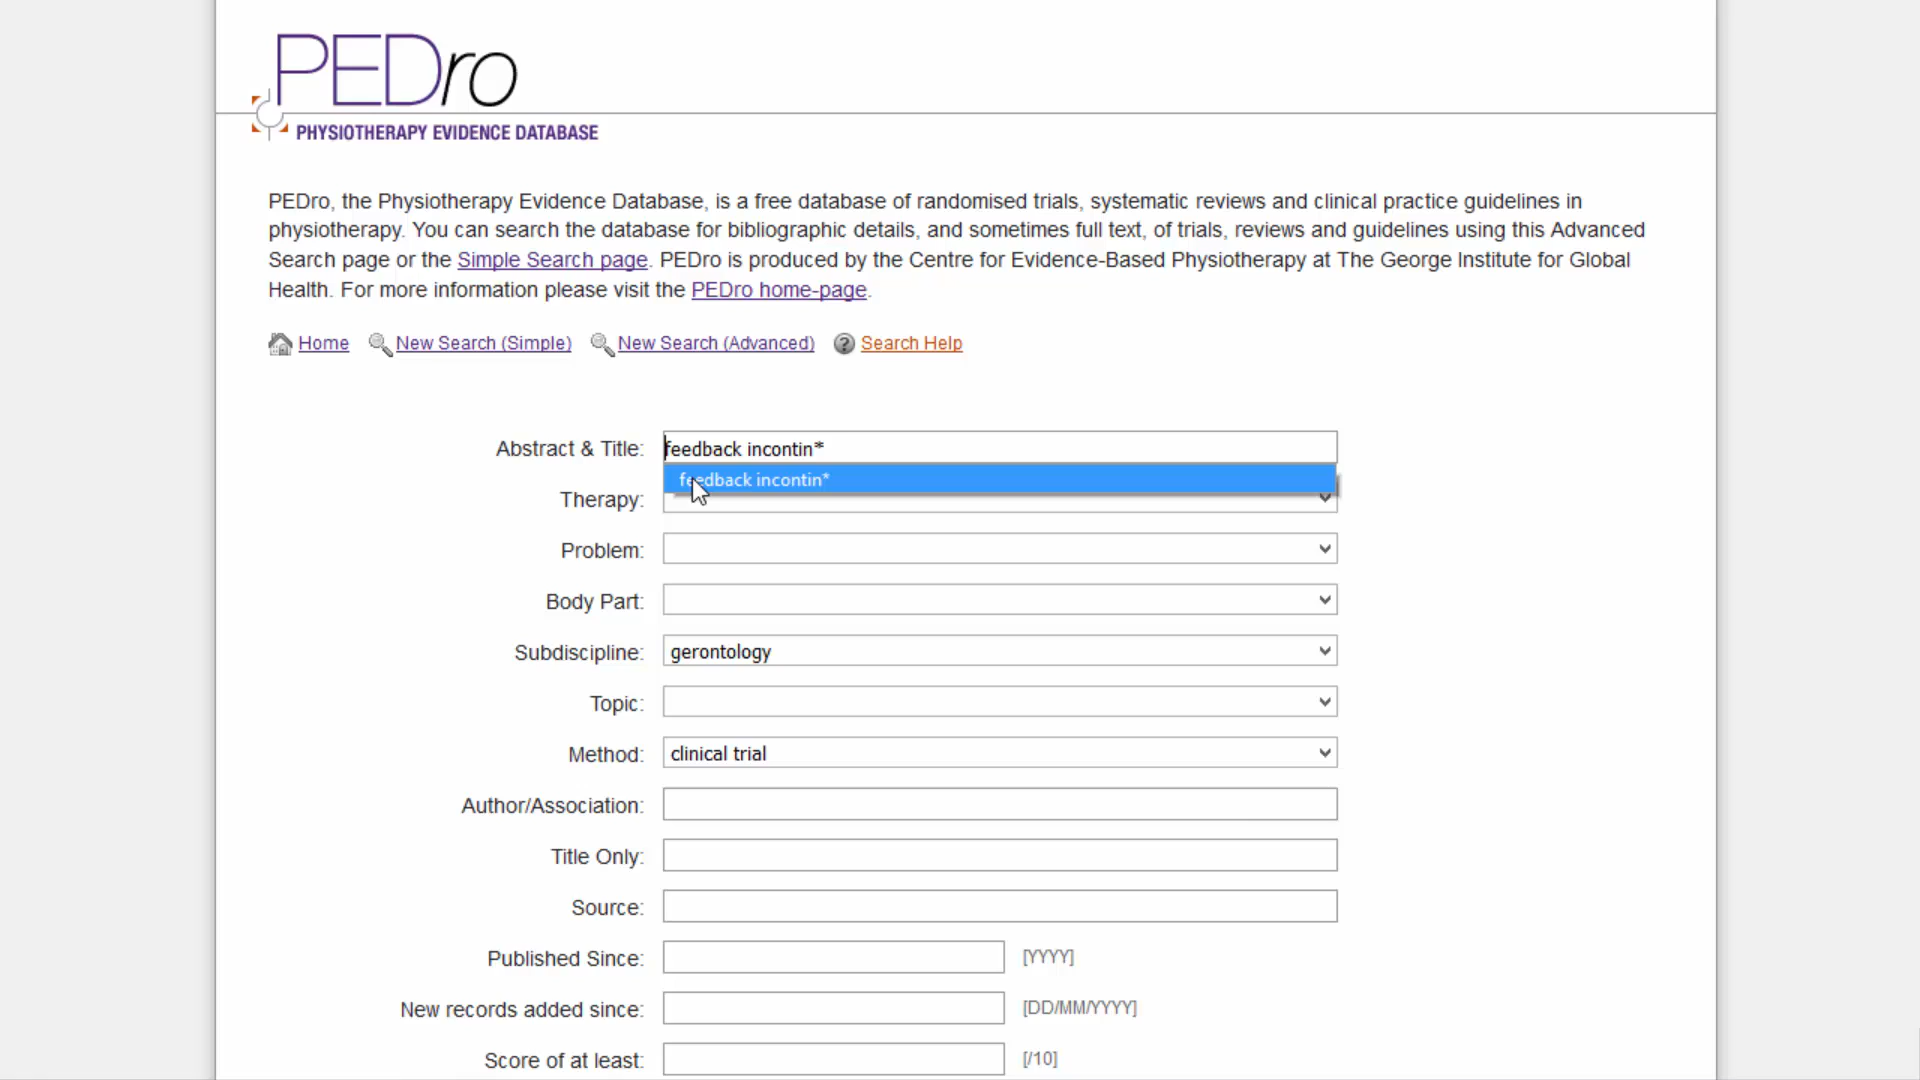 PEDro
PHYSIOTHERAPY EVIDENCE DATABASE
PEDro, the Physiotherapy Evidence Database, is a free database of randomised trials, systematic reviews and clinical practice guidelines in
physiotherapy. You can search the database for bibliographic details, and sometimes full text, of trials, reviews and guidelines using this Advanced
Search page or the Simple Search page. PEDro is produced by the Centre for Evidence-Based Physiotherapy at The George Institute for Global
Health. For more information please visit the PEDro home-page.
Home New Search (Simple) New Search (Advanced) ? Search Help
Abstract & Title: feedback incontin*
feedback incontin*
Therapy:
Problem:
Body Part:
Subdiscipline: gerontology
Topic:
Method: clinical trial
Author/Association:
Title Only:
Source:
Published Since: [YYYY]
New records added since: [DD/MM/YYYY]
Score of at least: [/10]